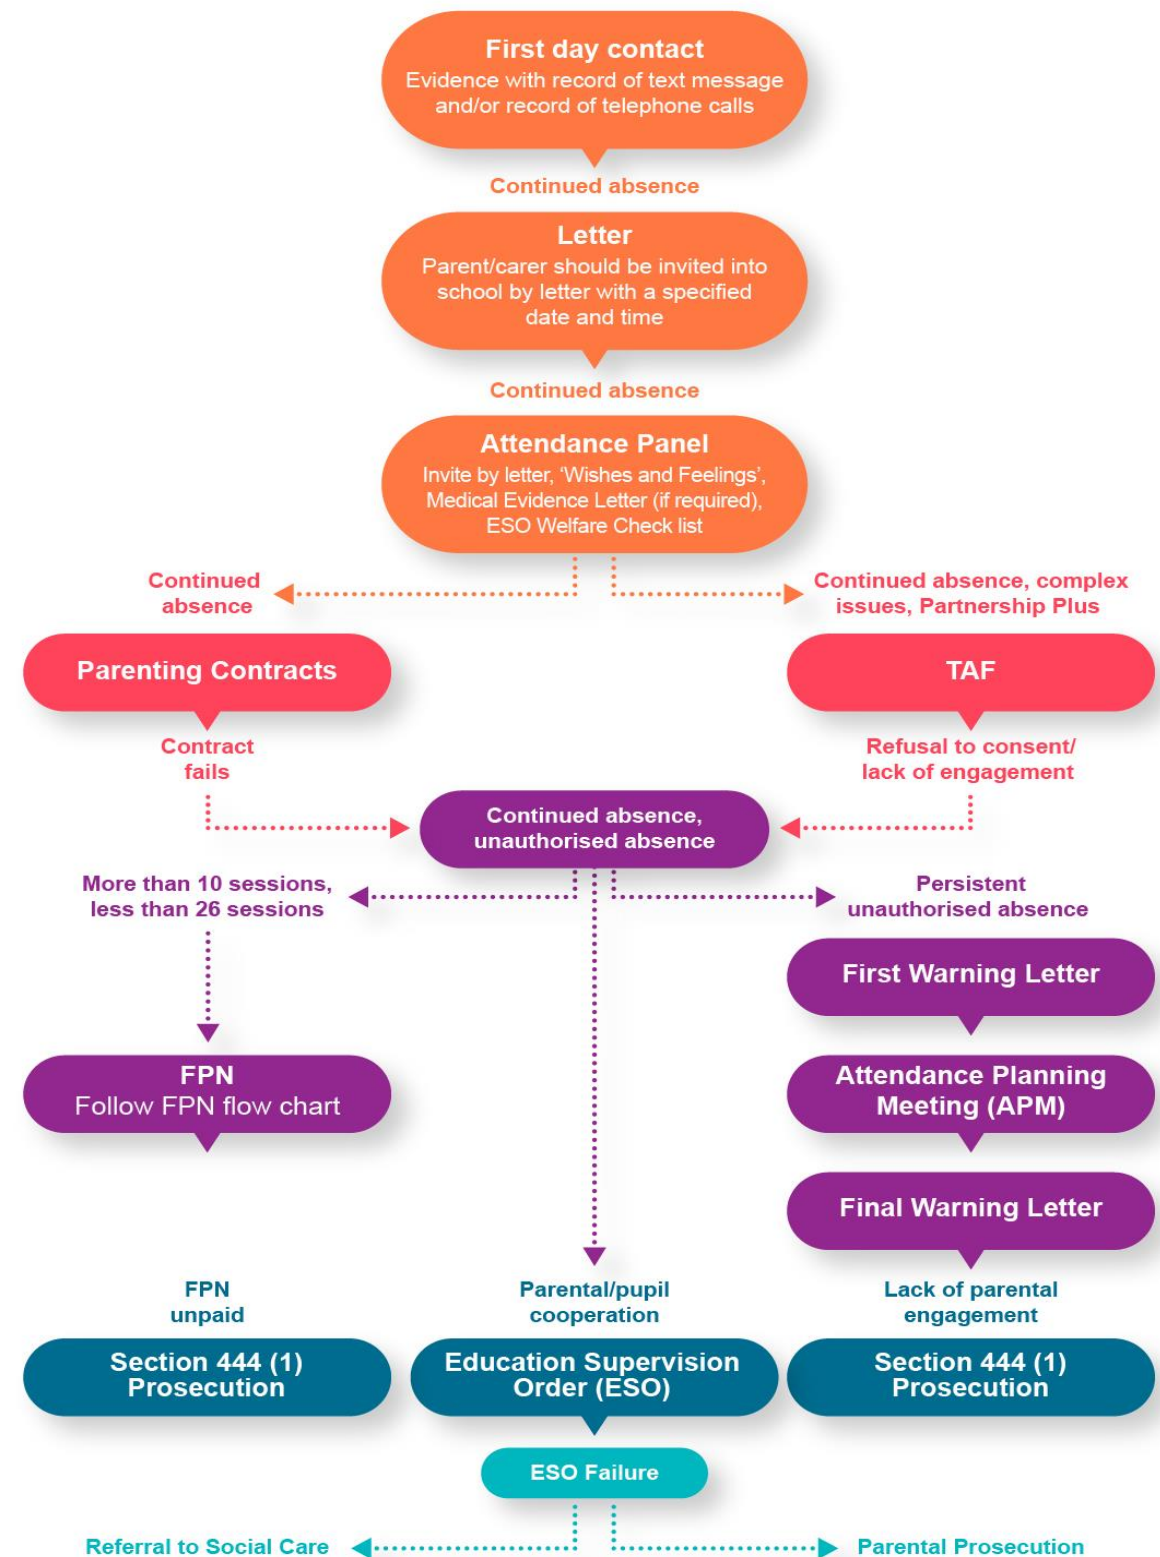 First day contact
Evidence with record of text message
and/or record of telephone calls
Continued absence
Letter
Parent/carer should be invited into
school by letter with a specified
date and time
Continued absence
Attendance Panel
Invite by letter, ‘Wishes and Feelings’,
Medical Evidence Letter (if required),
ESO Welfare Check list
Continued
absence
Continued absence, complex
issues, Partnership Plus
Parenting Contracts
TAF
Contract
fails
Refusal to consent/
lack of engagement
Continued absence,
unauthorised absence
More than 10 sessions,
less than 26 sessions
Persistent
unauthorised absence
First Warning Letter
FPN
Follow FPN flow chart
Attendance Planning
Meeting (APM)
Final Warning Letter
FPN
unpaid
Parental/pupil
cooperation
Lack of parental
engagement
Section 444 (1)
Prosecution
Education Supervision
Order (ESO)
Section 444 (1)
Prosecution
ESO Failure
Referral to Social Care
Parental Prosecution